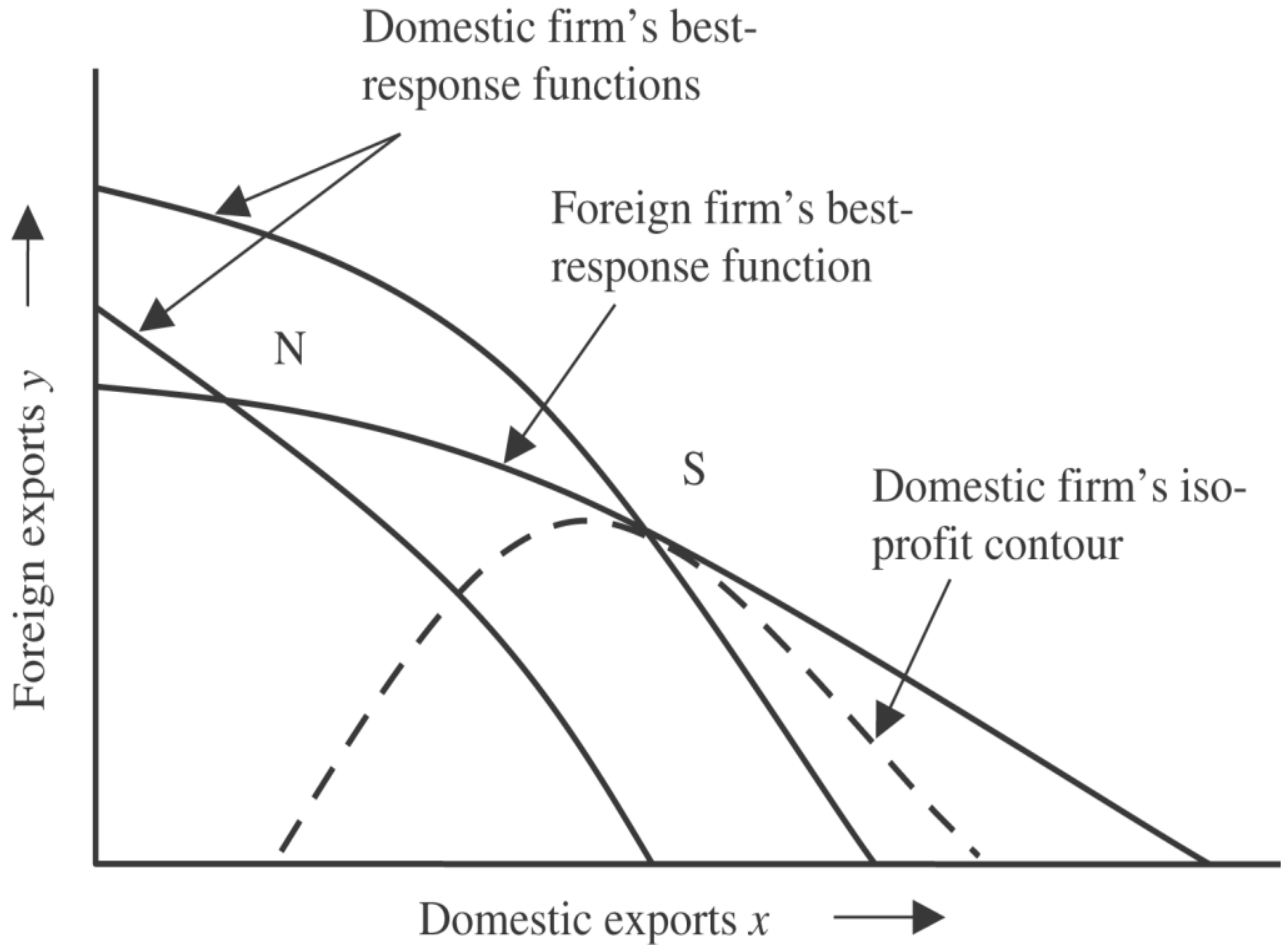 Domestic firm’s best-
response functions
Foreign firm’s best-
response function
N
S
Domestic firm’s iso-
profit contour
Foreign exports y
Domestic exports x